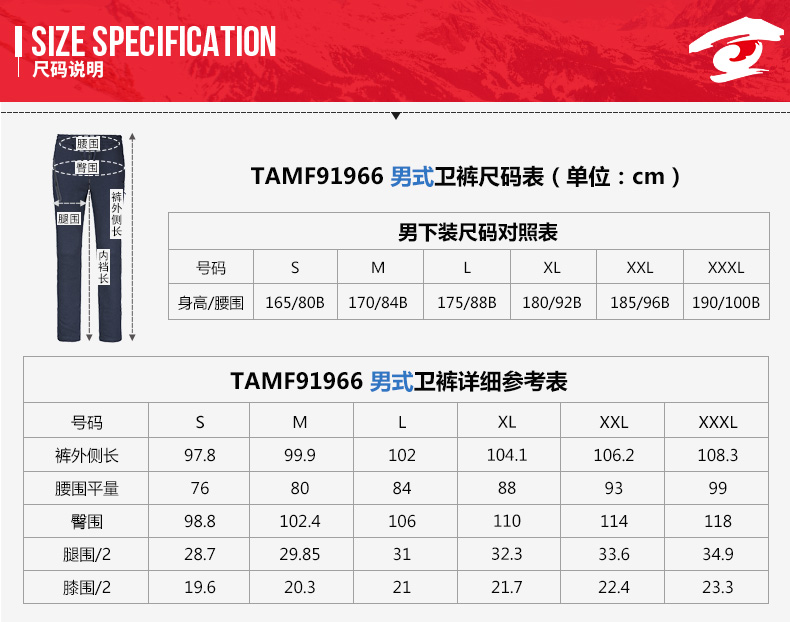 SIZE SPECIFICATION
尺码说明
腰围
臀围
腿围
裤外侧长
内裆长
TAMF91966 男式卫裤尺码表（单位：cm）
男下装尺码对照表
号码 S M L XL XXL XXXL
身高/腰围 165/80B 170/84B 175/88B 180/92B 185/96B 190/100B
TAMF91966 男式卫裤详细参考表
号码 S M L XL XXL XXXL
裤外侧长 97.8 99.9 102 104.1 106.2 108.3
腰围平量 76 80 84 88 93 99
臀围 98.8 102.4 106 110 114 118
腿围/2 28.7 29.85 31 32.3 33.6 34.9
膝围/2 19.6 20.3 21 21.7 22.4 23.3